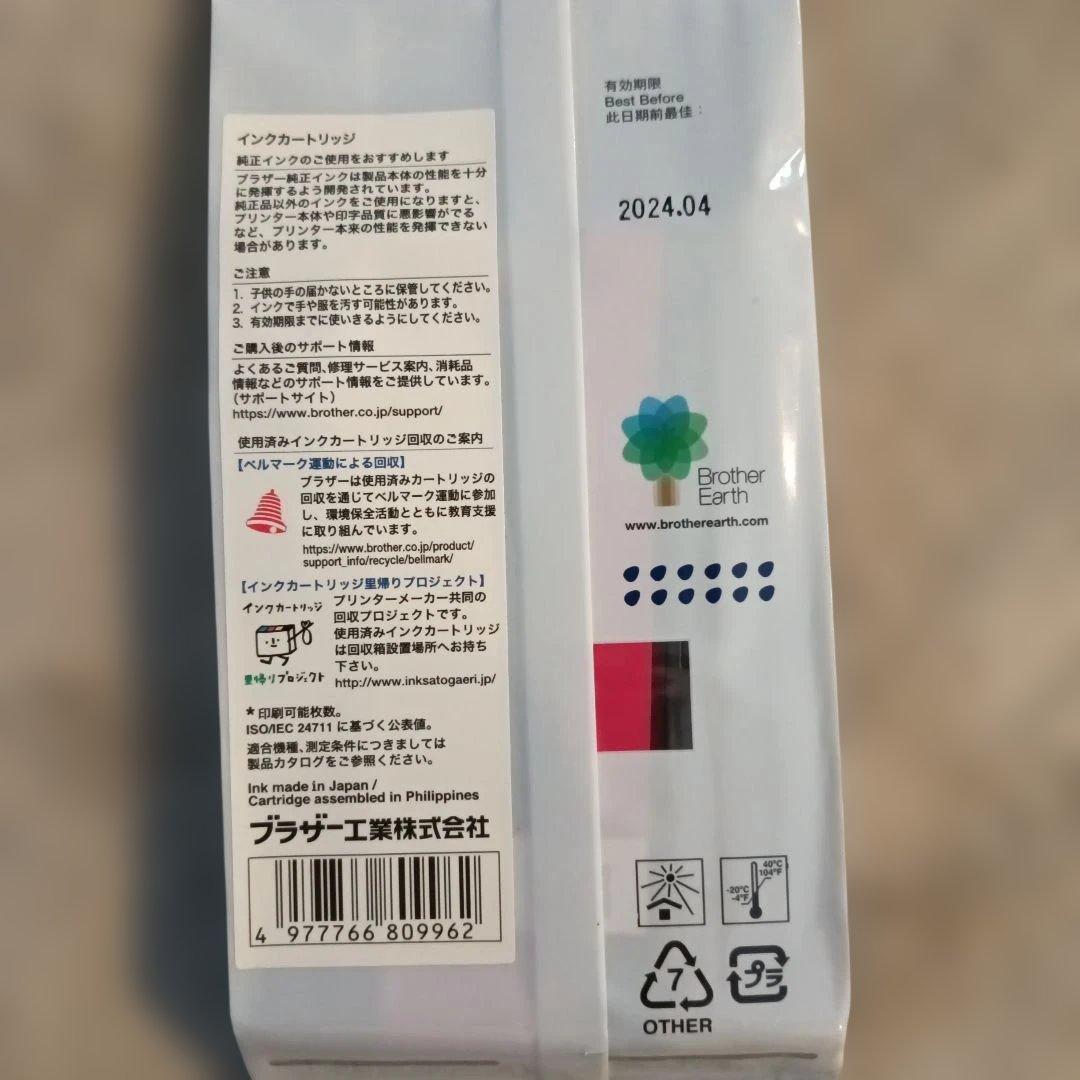 インクカートリッジ
純正インクのご使用をおすすめします
ブラザー純正インクは製品本体の性能を十分
に発揮するよう開発されています。
純正品以外のインクをご使用になりますと、
プリンター本体や印字品質に悪影響がでる
など、プリンター本来の性能を発揮できない
場合があります。
ご注意
1. 子供の手の届かないところに保管してください。
2. インクで手や服を汚す可能性があります。
3. 有効期限までに使いきるようにしてください。
ご購入後のサポート情報
よくあるご質問、修理サービス案内、消耗品
情報などのサポート情報をご提供しています。
(サポートサイト)
https://www.brother.co.jp/support/
使用済みインクカートリッジ回収のご案内
【ベルマーク運動による回収】
ブラザーは使用済みカートリッジの
回収を通じてベルマーク運動に参加
し、環境保全活動とともに教育支援
に取り組んでいます。
https://www.brother.co.jp/product/
support_info/recycle/bellmark/
【インクカートリッジ里帰りプロジェクト】
インクカートリッジ
里帰りプロジェクト
プリンターメーカー共同の
回収プロジェクトです。
使用済みインクカートリッジ
は回収箱設置場所へお持ち
下さい。
http://www.inksatogaeri.jp/
*印刷可能枚数。
ISO/IEC 24711 に基づく公表値。
適合機種、測定条件につきましては
製品カタログをご参照ください。
Ink made in Japan /
Cartridge assembled in Philippines
ブラザー工業株式会社
4 977766 809962
有効期限
Best Before
此日期前最佳：
2024.04
Brother
Earth
www.brotherearth.com
40°C
104°F
-20°C
-4°F
7
OTHER
プラ